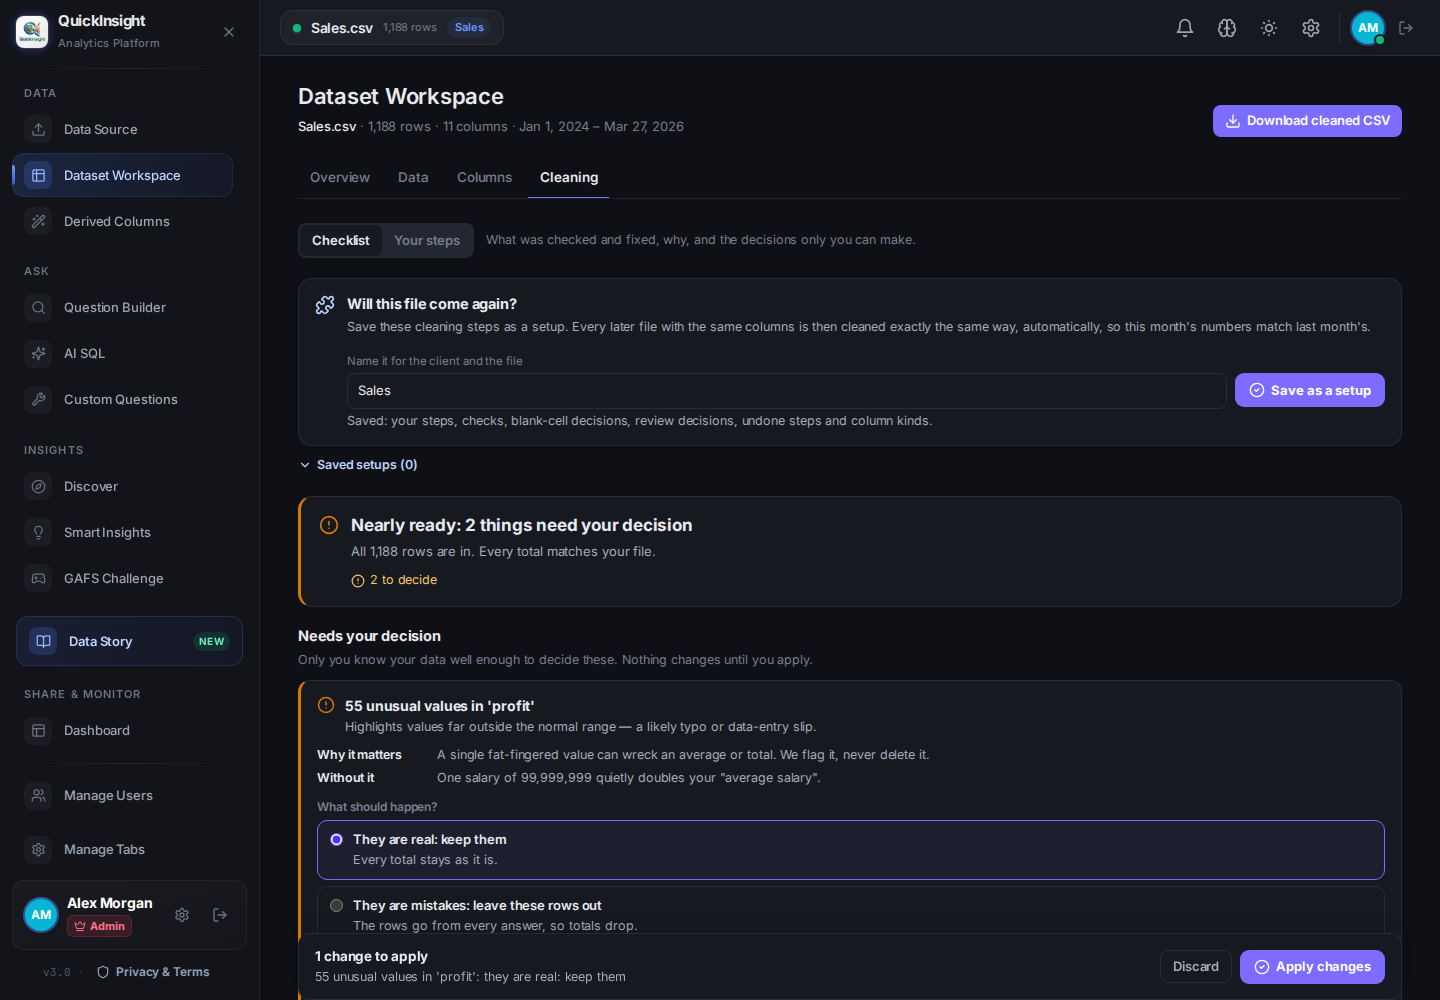 QuickInsight
Analytics Platform
DATA
Data Source
Dataset Workspace
Derived Columns
ASK
Question Builder
AI SQL
Custom Questions
INSIGHTS
Discover
Smart Insights
GAFS Challenge
Data Story NEW
SHARE & MONITOR
Dashboard
Manage Users
Manage Tabs
AM Alex Morgan
Admin
v3.0 · Privacy & Terms
Sales.csv 1,188 rows Sales
AM
Dataset Workspace
Sales.csv · 1,188 rows · 11 columns · Jan 1, 2024 – Mar 27, 2026
Download cleaned CSV
Overview Data Columns Cleaning
Checklist Your steps What was checked and fixed, why, and the decisions only you can make.
Will this file come again?
Save these cleaning steps as a setup. Every later file with the same columns is then cleaned exactly the same way, automatically, so this month's numbers match last month's.
Name it for the client and the file
Sales
Save as a setup
Saved: your steps, checks, blank-cell decisions, review decisions, undone steps and column kinds.
Saved setups (0)
Nearly ready: 2 things need your decision
All 1,188 rows are in. Every total matches your file.
2 to decide
Needs your decision
Only you know your data well enough to decide these. Nothing changes until you apply.
55 unusual values in 'profit'
Highlights values far outside the normal range — a likely typo or data-entry slip.
Why it matters A single fat-fingered value can wreck an average or total. We flag it, never delete it.
Without it One salary of 99,999,999 quietly doubles your "average salary".
What should happen?
They are real: keep them
Every total stays as it is.
They are mistakes: leave these rows out
The rows go from every answer, so totals drop.
1 change to apply
55 unusual values in 'profit': they are real: keep them
Discard Apply changes